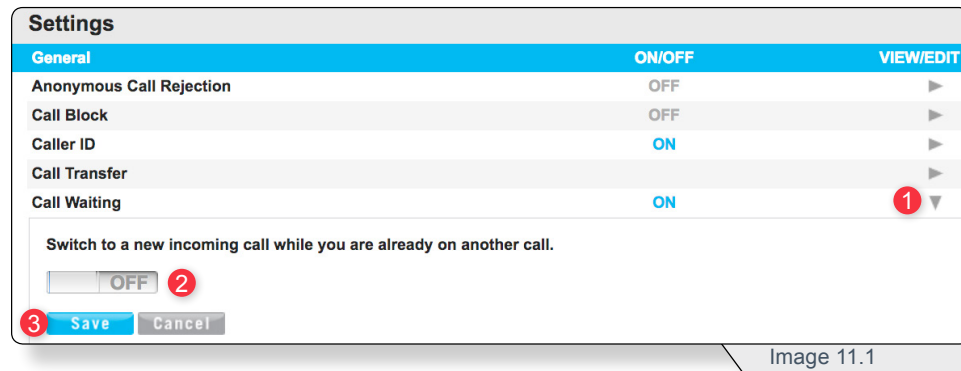 Settings
General ON/OFF VIEW/EDIT
Anonymous Call Rejection OFF
Call Block OFF
Caller ID ON
Call Transfer
Call Waiting ON 1
Switch to a new incoming call while you are already on another call.
OFF 2
3 Save Cancel
Image 11.1